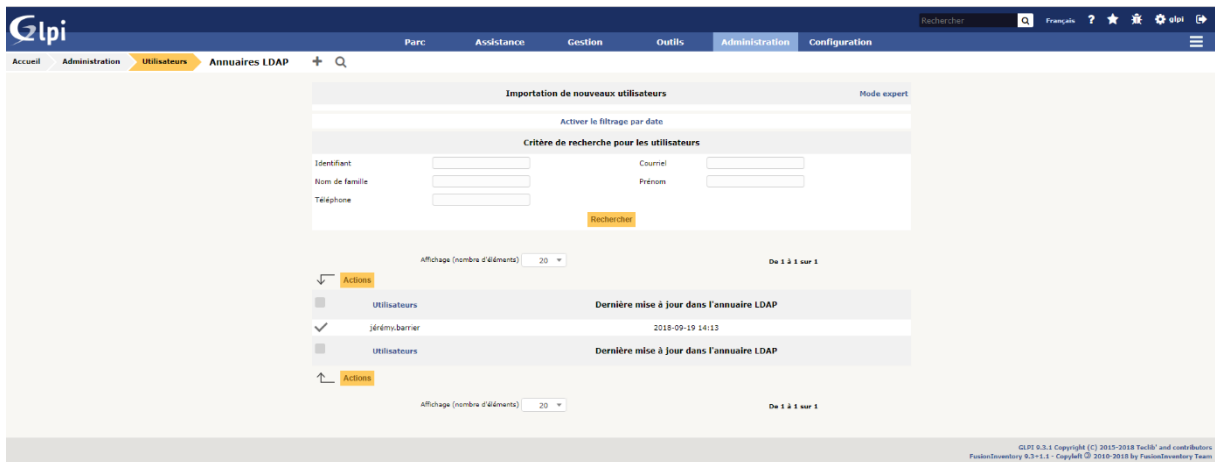 Glpi
Rechercher Français ? glpi
Parc Assistance Gestion Outils Administration Configuration
Accueil Administration Utilisateurs Annuaires LDAP
Importation de nouveaux utilisateurs Mode expert
Activer le filtrage par date
Critère de recherche pour les utilisateurs
Identifiant Courriel
Nom de famille Prénom
Téléphone
Rechercher
Affichage (nombre d'éléments) 20 De 1 à 1 sur 1
Actions
Utilisateurs Dernière mise à jour dans l'annuaire LDAP
jérémy.barrier 2018-09-19 14:13
Utilisateurs Dernière mise à jour dans l'annuaire LDAP
Actions
Affichage (nombre d'éléments) 20 De 1 à 1 sur 1
GLPI 9.3.1 Copyright (C) 2015-2018 Teclib' and contributors
FusionInventory 9.3+1.1 - Copyleft © 2010-2018 by FusionInventory Team